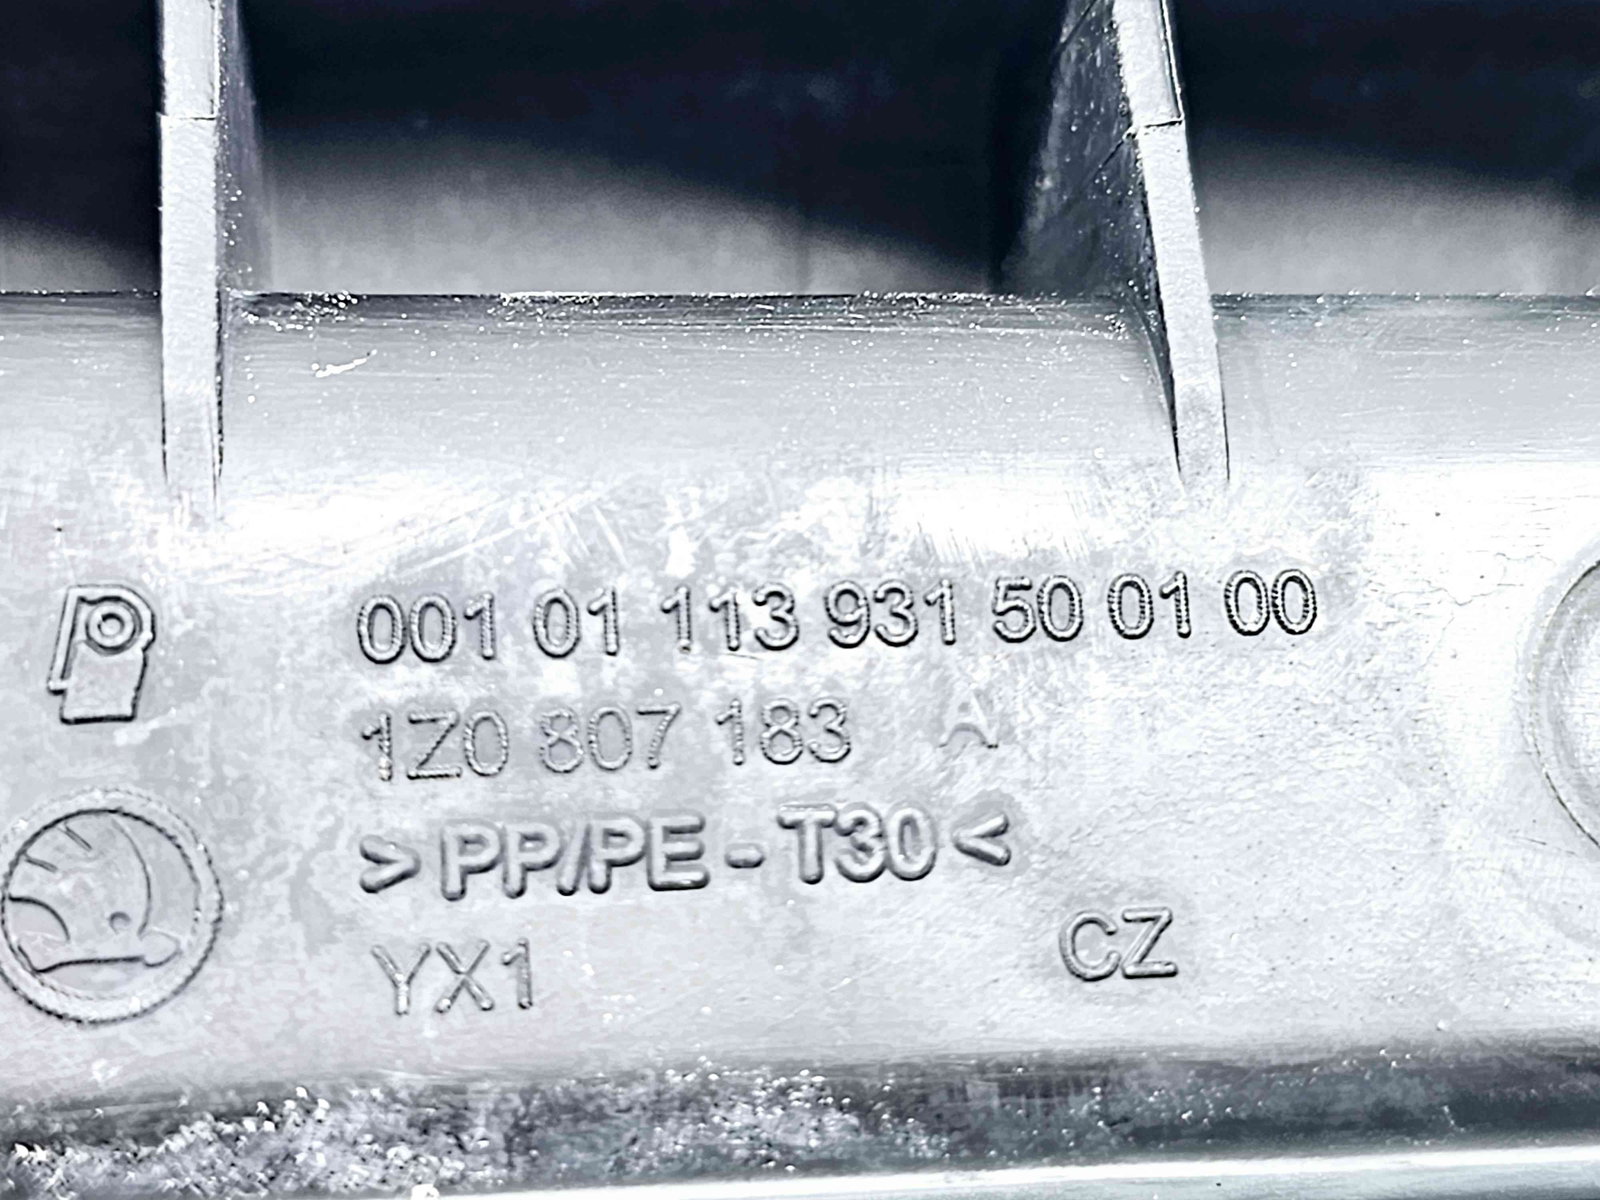 001 01 113 931 50 01 00
1Z0 807 183 A
>PP/PE-T30<
YX1 CZ